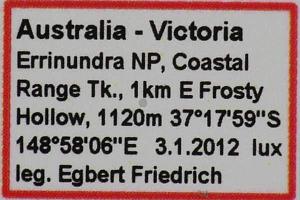 Australia - Victoria
Errinundra NP, Coastal
Range Tk., 1km E Frosty
Hollow, 1120m 37°17'59"S
148°58'06"E 3.1.2012 lux
leg. Egbert Friedrich